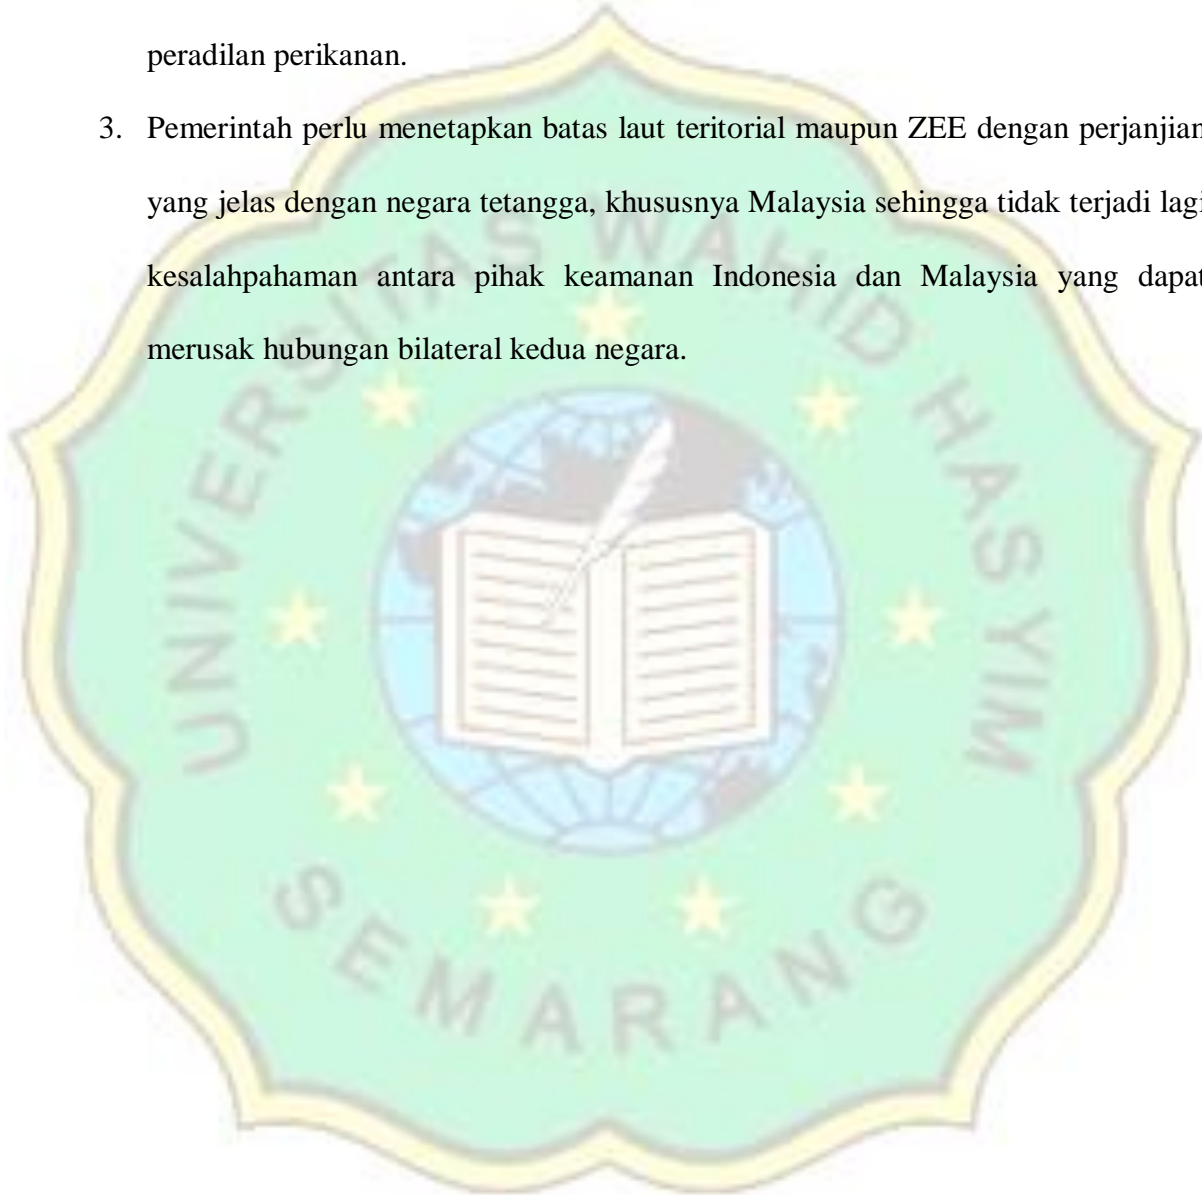 peradilan perikanan.
3. Pemerintah perlu menetapkan batas laut teritorial maupun ZEE dengan perjanjian
yang jelas dengan negara tetangga, khususnya Malaysia sehingga tidak terjadi lagi
kesalahpahaman antara pihak keamanan Indonesia dan Malaysia yang dapat
merusak hubungan bilateral kedua negara.
UNIVERSITAS WAHID HASYIM
SEMARANG